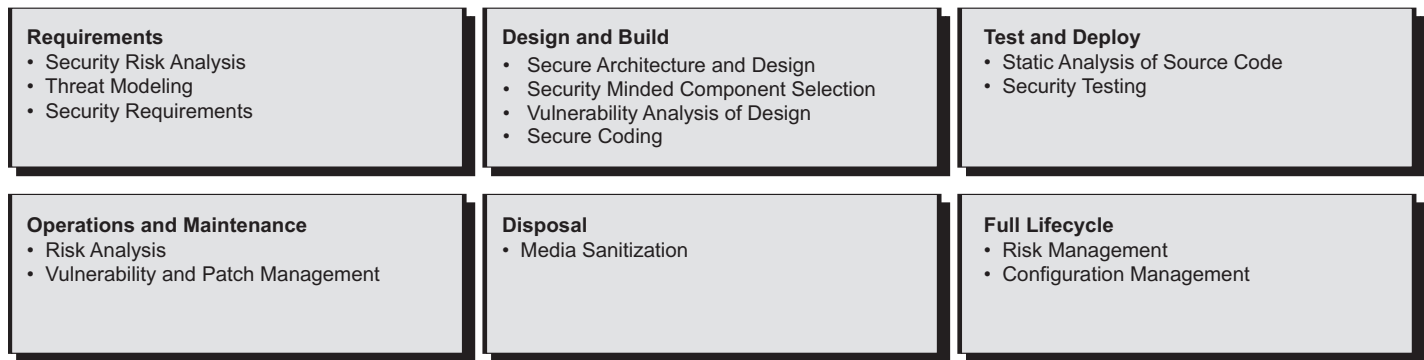 Requirements
• Security Risk Analysis
• Threat Modeling
• Security Requirements
Design and Build
• Secure Architecture and Design
• Security Minded Component Selection
• Vulnerability Analysis of Design
• Secure Coding
Test and Deploy
• Static Analysis of Source Code
• Security Testing
Operations and Maintenance
• Risk Analysis
• Vulnerability and Patch Management
Disposal
• Media Sanitization
Full Lifecycle
• Risk Management
• Configuration Management